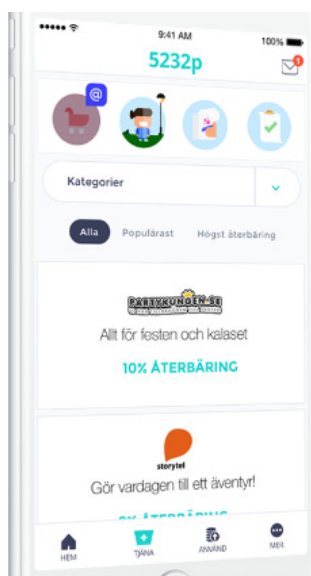 9:41 AM
100%
5232p
1
@
Kategorier
Alla
Populärast
Högst återbäring
PARTYKUNGEN.SE
Allt för festen och kalaset
10% ÅTERBÄRING
storytel
Gör vardagen till ett äventyr!
HEM
TJÄNA
ANVÄND
MER